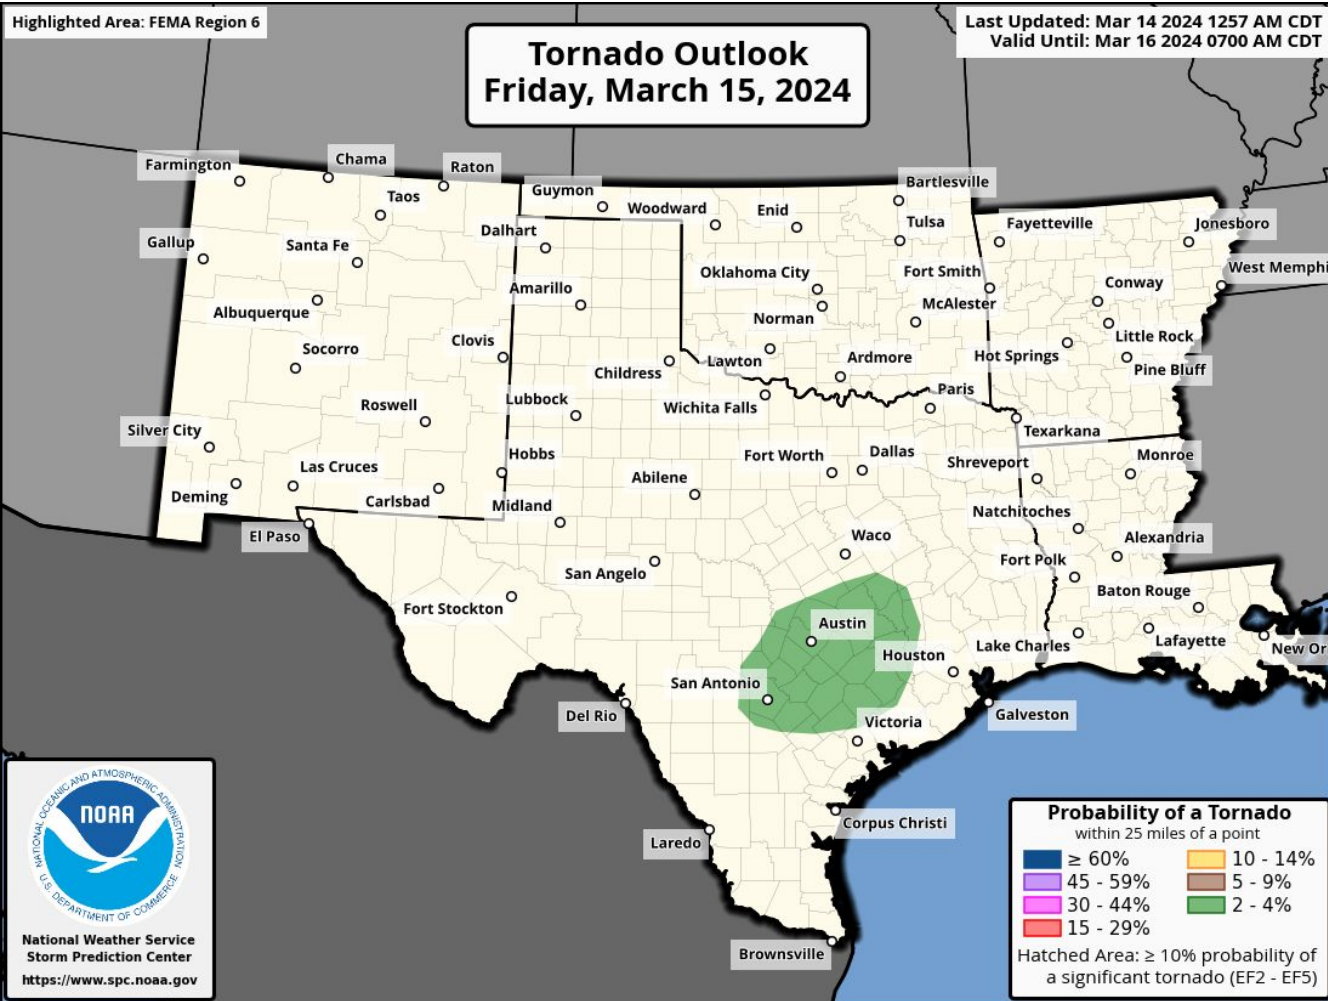 Highlighted Area: FEMA Region 6
Last Updated: Mar 14 2024 1257 AM CDT
Valid Until: Mar 16 2024 0700 AM CDT
Tornado Outlook
Friday, March 15, 2024
Farmington
Chama
Raton
Taos
Guymon
Woodward
Enid
Bartlesville
Tulsa
Fayetteville
Jonesboro
Gallup
Santa Fe
Dalhart
Oklahoma City
Fort Smith
West Memphi
Albuquerque
Amarillo
Norman
McAlester
Conway
Socorro
Clovis
Childress
Lawton
Ardmore
Hot Springs
Little Rock
Pine Bluff
Roswell
Lubbock
Wichita Falls
Paris
Texarkana
Silver City
Las Cruces
Hobbs
Abilene
Fort Worth
Dallas
Shreveport
Monroe
Deming
Carlsbad
Midland
Natchitoches
El Paso
San Angelo
Waco
Fort Polk
Alexandria
Fort Stockton
Austin
Baton Rouge
Houston
Lake Charles
Lafayette
New Or
San Antonio
Del Rio
Victoria
Galveston
Laredo
Corpus Christi
Brownsville
NATIONAL OCEANIC AND ATMOSPHERIC ADMINISTRATION
NOAA
U.S. DEPARTMENT OF COMMERCE
National Weather Service
Storm Prediction Center
https://www.spc.noaa.gov
Probability of a Tornado
within 25 miles of a point
≥ 60%
10 - 14%
45 - 59%
5 - 9%
30 - 44%
2 - 4%
15 - 29%
Hatched Area: ≥ 10% probability of
a significant tornado (EF2 - EF5)